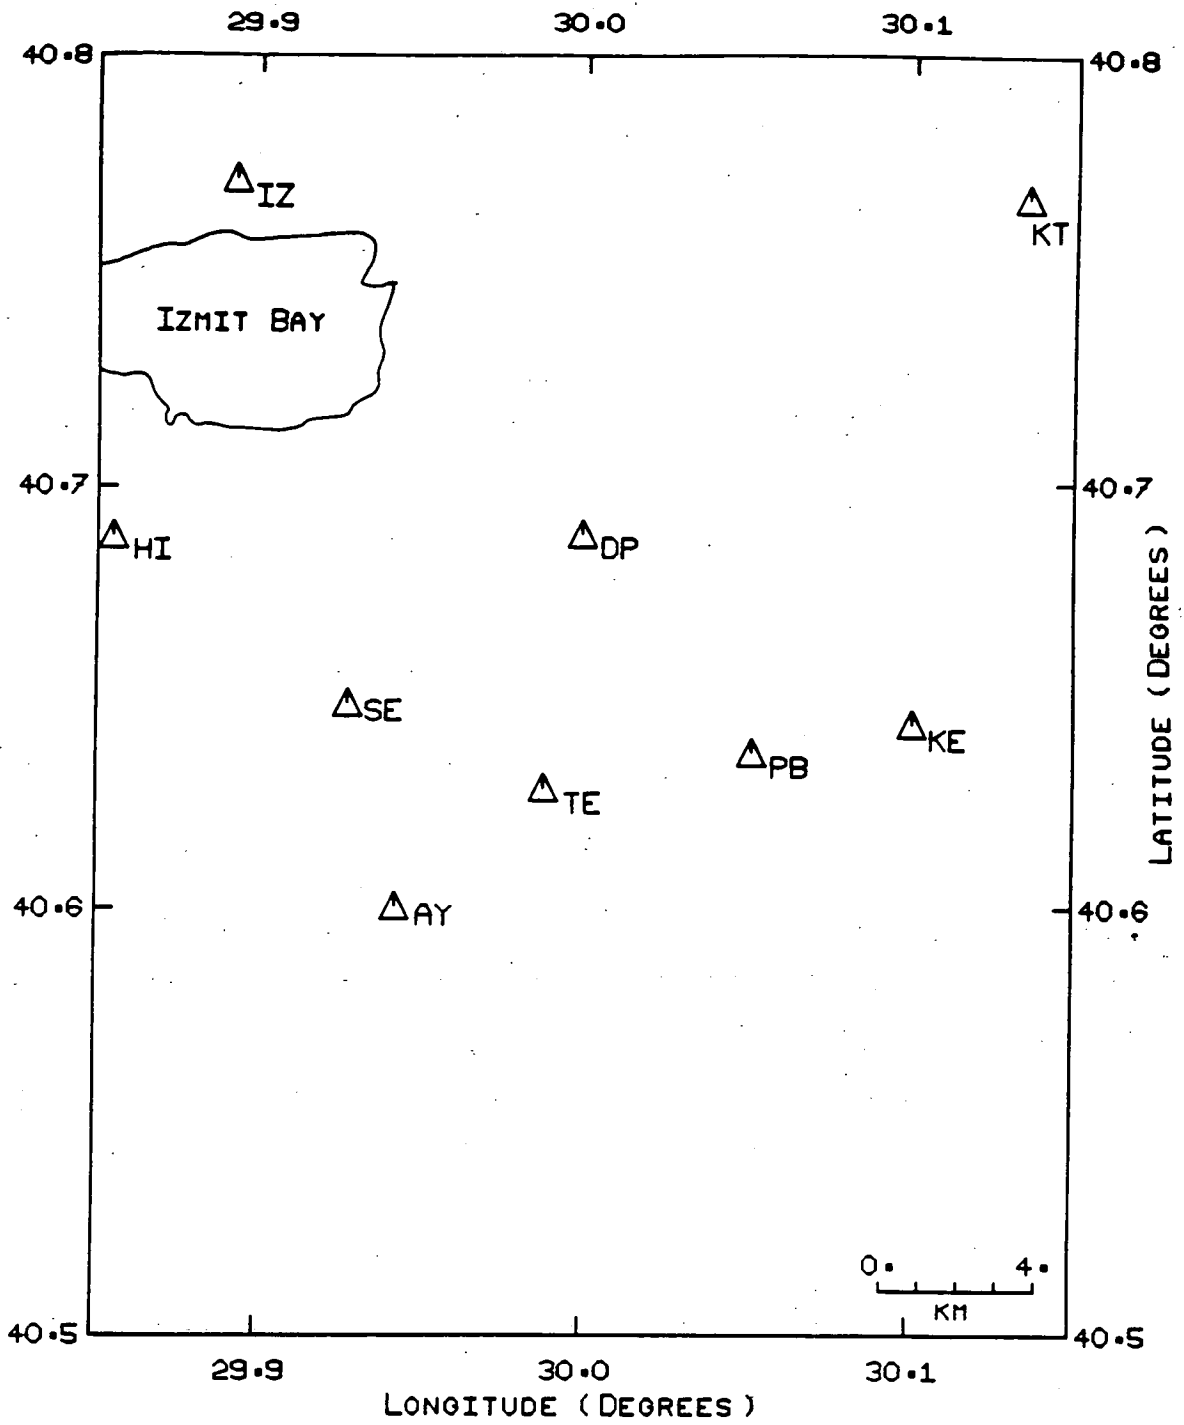 29.9 30.0 30.1
40.8 40.8
IZ
KT
IZMIT BAY
40.7 40.7
HI DP
SE
KE
PB
TE
AY
40.6 40.6
LATITUDE (DEGREES)
0. 4.
KM
40.5 40.5
29.9 30.0 30.1
LONGITUDE (DEGREES)